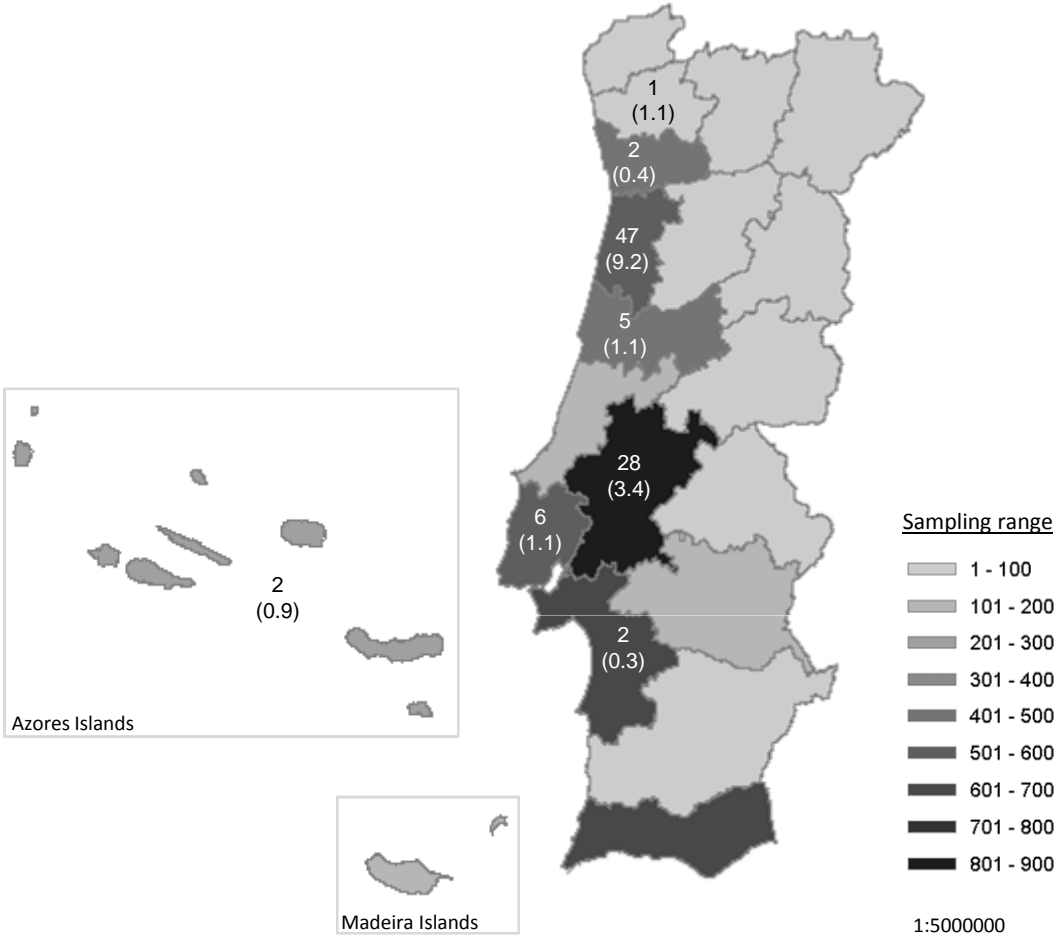 1
(1.1)
2
(0.4)
47
(9.2)
5
(1.1)
28
(3.4)
6
(1.1)
2
(0.3)
2
(0.9)
Azores Islands
Madeira Islands
Sampling range
1 - 100
101 - 200
201 - 300
301 - 400
401 - 500
501 - 600
601 - 700
701 - 800
801 - 900
1:5000000